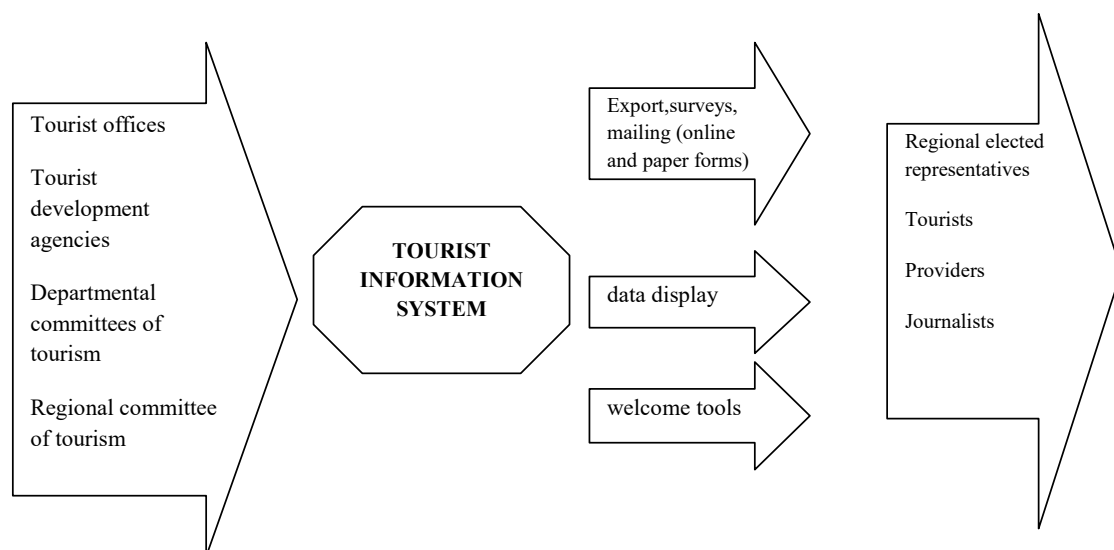 Tourist offices
Tourist
development
agencies
Departmental
committees of
tourism
Regional committee
of tourism
TOURIST
INFORMATION
SYSTEM
Export,surveys,
mailing (online
and paper forms)
data display
welcome tools
Regional elected
representatives
Tourists
Providers
Journalists